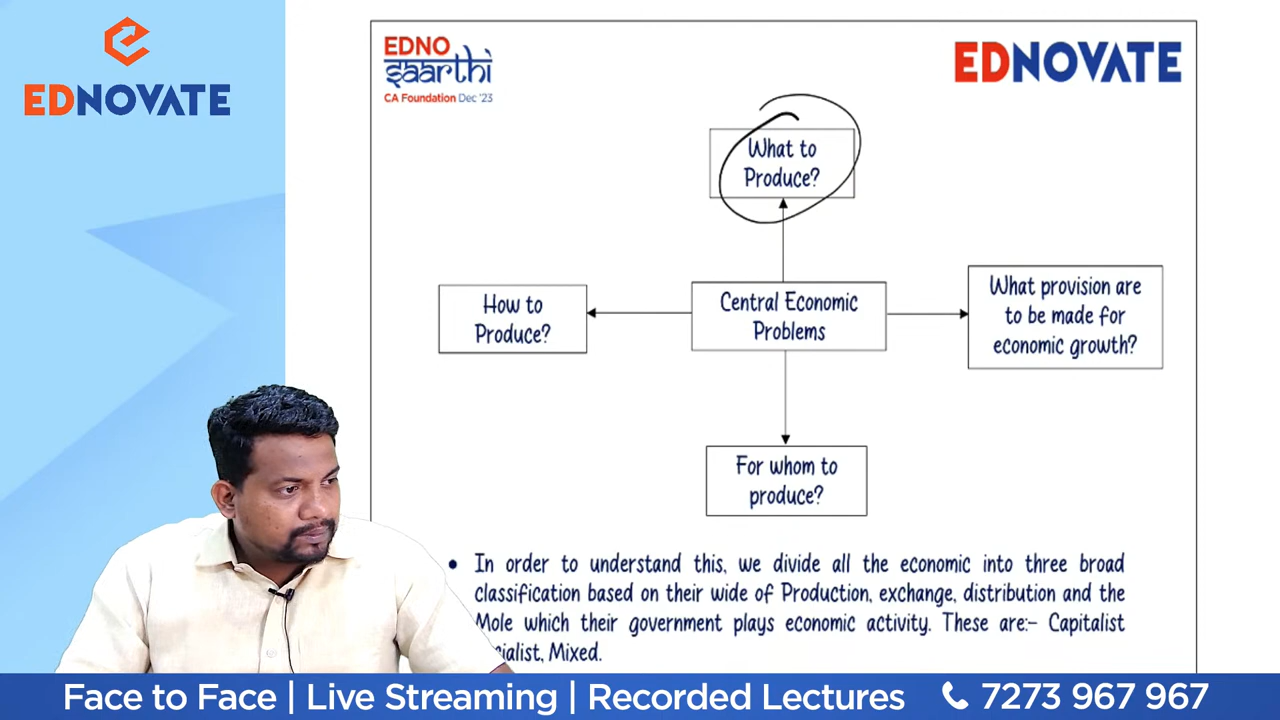 EDNOVATE
EDNO
saarthi
CA Foundation Dec '23
EDNOVATE
What to
Produce?
How to
Produce?
Central Economic
Problems
What provision are
to be made for
economic growth?
For whom to
produce?
• In order to understand this, we divide all the economic into three broad
classification based on their wide of Production, exchange, distribution and the
Mole which their government plays economic activity. These are:- Capitalist
cialist, Mixed.
Face to Face | Live Streaming | Recorded Lectures 7273 967 967